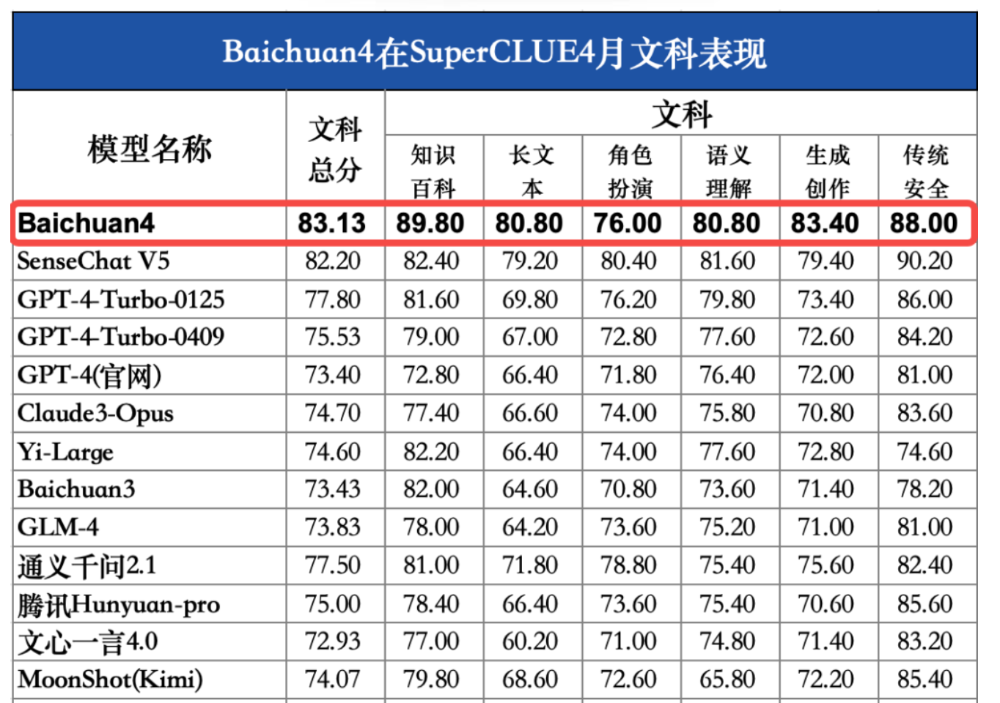 Baichuan4在SuperCLUE4月文科表现
模型名称 文科总分 文科
知识百科 长文本 角色扮演 语义理解 生成创作 传统安全
Baichuan4 83.13 89.80 80.80 76.00 80.80 83.40 88.00
SenseChat V5 82.20 82.40 79.20 80.40 81.60 79.40 90.20
GPT-4-Turbo-0125 77.80 81.60 69.80 76.20 79.80 73.40 86.00
GPT-4-Turbo-0409 75.53 79.00 67.00 72.80 77.60 72.60 84.20
GPT-4(官网) 73.40 72.80 66.40 71.80 76.40 72.00 81.00
Claude3-Opus 74.70 77.40 66.60 74.00 75.80 70.80 83.60
Yi-Large 74.60 82.20 66.40 74.00 77.60 72.80 74.60
Baichuan3 73.43 82.00 64.60 70.80 73.60 71.40 78.20
GLM-4 73.83 78.00 64.20 73.60 75.20 71.00 81.00
通义千问2.1 77.50 81.00 71.80 78.80 75.40 75.60 82.40
腾讯Hunyuan-pro 75.00 78.40 66.40 73.60 75.40 70.60 85.60
文心一言4.0 72.93 77.00 60.20 71.00 74.80 71.40 83.20
MoonShot(Kimi) 74.07 79.80 68.60 72.60 65.80 72.20 85.40